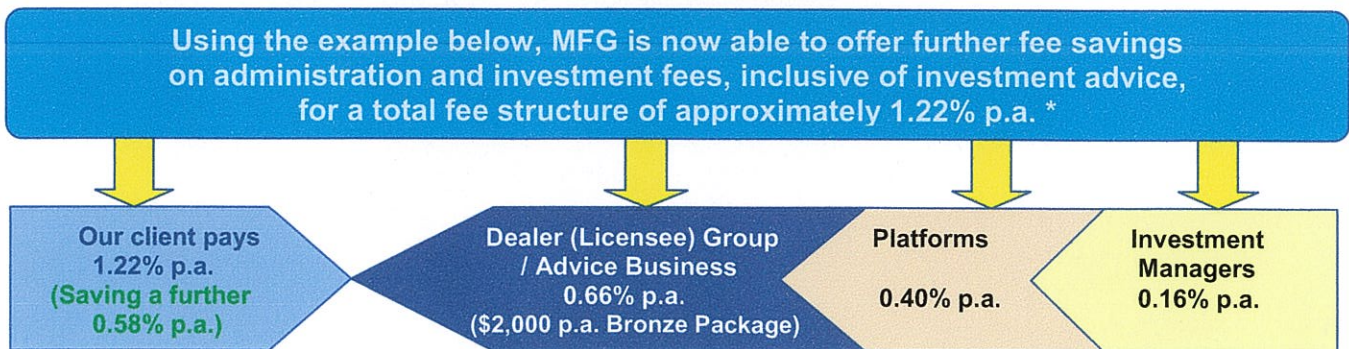 Using the example below, MFG is now able to offer further fee savings
on administration and investment fees, inclusive of investment advice,
for a total fee structure of approximately 1.22% p.a. *
Our client pays
1.22% p.a.
(Saving a further
0.58% p.a.)
Dealer (Licensee) Group
/ Advice Business
0.66% p.a.
($2,000 p.a. Bronze Package)
Platforms
0.40% p.a.
Investment
Managers
0.16% p.a.